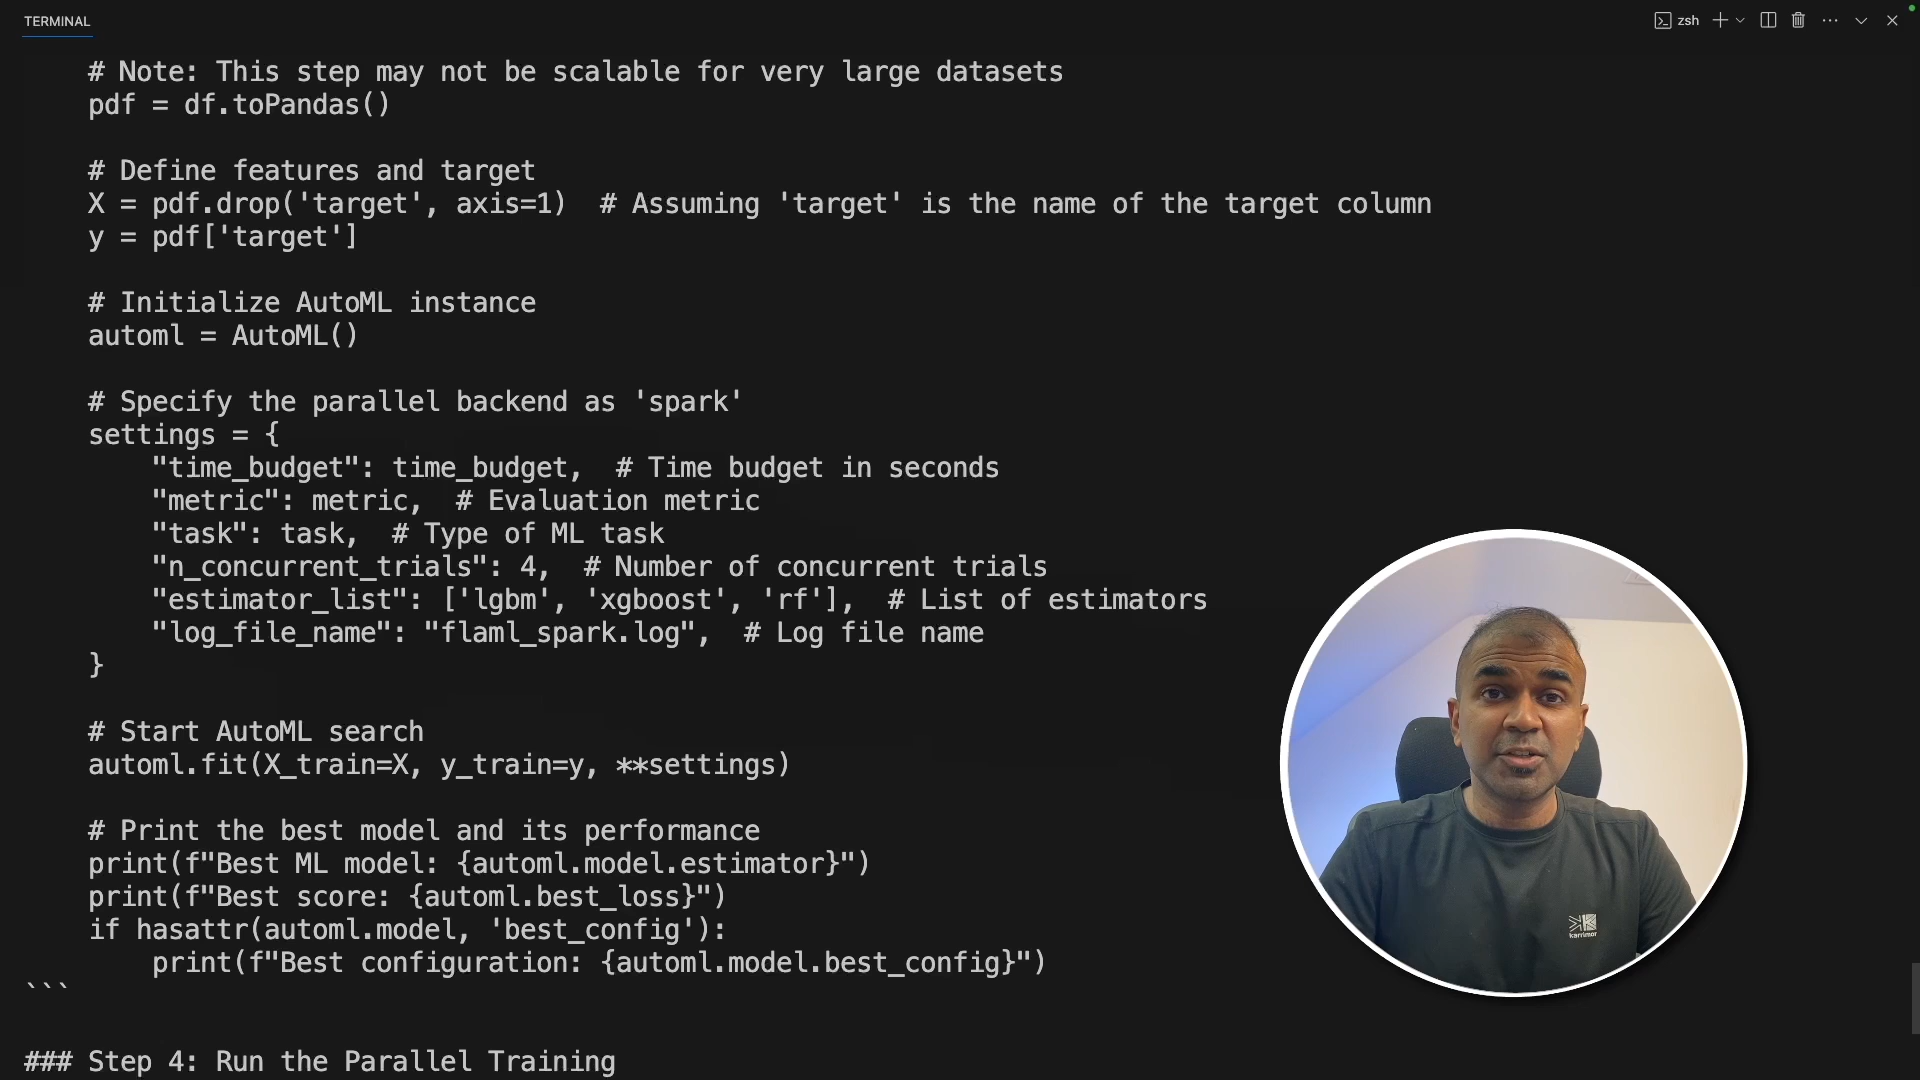 TERMINAL
zsh
# Note: This step may not be scalable for very large datasets
pdf = df.toPandas()
# Define features and target
X = pdf.drop('target', axis=1)  # Assuming 'target' is the name of the target column
y = pdf['target']
# Initialize AutoML instance
automl = AutoML()
# Specify the parallel backend as 'spark'
settings = {
"time_budget": time_budget,  # Time budget in seconds
"metric": metric,  # Evaluation metric
"task": task,  # Type of ML task
"n_concurrent_trials": 4,  # Number of concurrent trials
"estimator_list": ['lgbm', 'xgboost', 'rf'],  # List of estimators
"log_file_name": "flaml_spark.log",  # Log file name
}
# Start AutoML search
automl.fit(X_train=X, y_train=y, **settings)
# Print the best model and its performance
print(f"Best ML model: {automl.model.estimator}")
print(f"Best score: {automl.best_loss}")
if hasattr(automl.model, 'best_config'):
print(f"Best configuration: {automl.model.best_config}")
```
### Step 4: Run the Parallel Training
karrimor